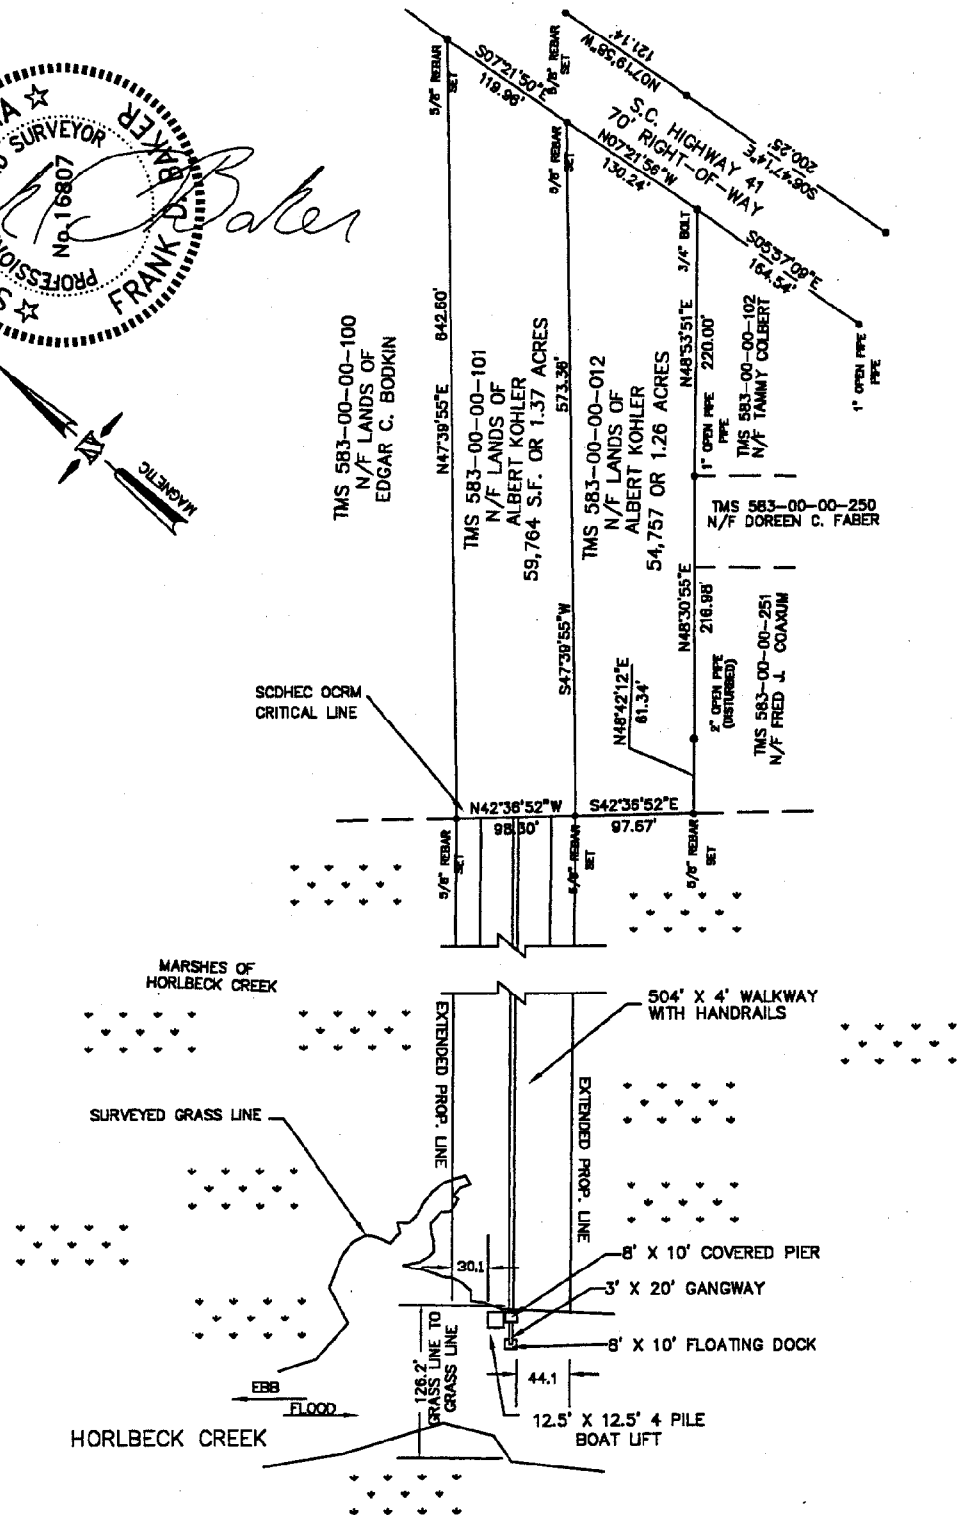 S07°21'50"E
119.96'
5/8" REBAR
SET
5/8" REBAR
SET
N07°19'58"W
121.14'
S.C. HIGHWAY 41
70' RIGHT-OF-WAY
S06°47'14"E
200.25'
N07°21'56"W
130.24'
5/8" REBAR
SET
S05°57'09"E
164.54'
3/4" BOLT
1" OPEN PIPE
PIPE
SURVEYOR
No.16807
FRANK D. BAKER
Baker
MAGNETIC
TMS 583-00-00-100
N/F LANDS OF
EDGAR C. BODKIN
N47°39'55"E 642.60'
TMS 583-00-00-101
N/F LANDS OF
ALBERT KOHLER
59,764 S.F. OR 1.37 ACRES
S47°39'55"W 573.36'
TMS 583-00-00-012
N/F LANDS OF
ALBERT KOHLER
54,757 OR 1.26 ACRES
N48°53'51"E 220.00'
1" OPEN PIPE
PIPE
TMS 583-00-00-102
N/F TAMMY COLBERT
TMS 583-00-00-250
N/F DOREEN C. FABER
N48°30'55"E 216.98'
2" OPEN PIPE
(DISTURBED)
TMS 583-00-00-251
N/F FRED J. COAXUM
N48°42'12"E
61.34'
SCDHEC OCRM
CRITICAL LINE
N42°36'52"W
98.30'
S42°36'52"E
97.67'
5/8" REBAR
SET
5/8" REBAR
SET
5/8" REBAR
SET
MARSHES OF
HORLBECK CREEK
504' X 4' WALKWAY
WITH HANDRAILS
EXTENDED PROP. LINE
EXTENDED PROP. LINE
SURVEYED GRASS LINE
30.1
8' X 10' COVERED PIER
3' X 20' GANGWAY
8' X 10' FLOATING DOCK
126.2'
GRASS LINE TO
GRASS LINE
44.1
12.5' X 12.5' 4 PILE
BOAT LIFT
EBB
FLOOD
HORLBECK CREEK